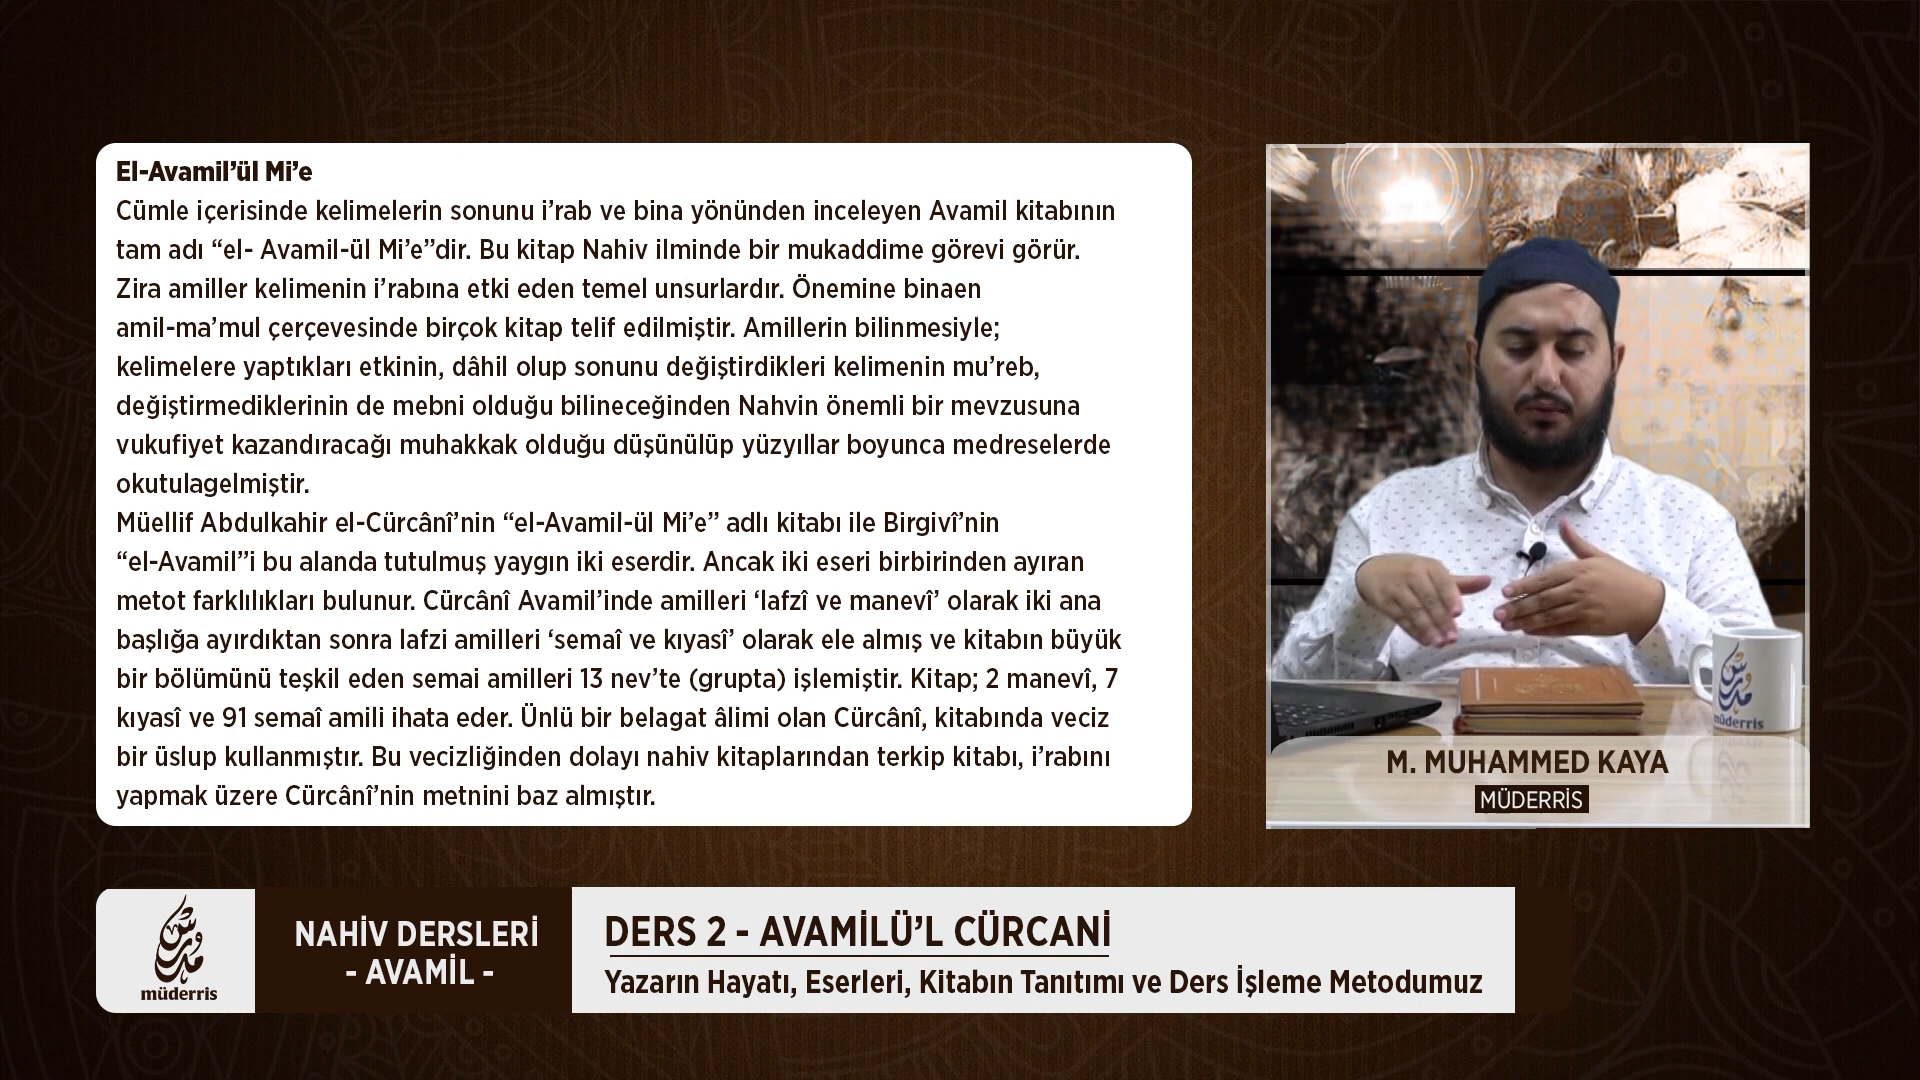 El-Avamil’ül Mi’e
Cümle içerisinde kelimelerin sonunu i’rab ve bina yönünden inceleyen Avamil kitabının
tam adı “el- Avamil-ül Mi’e”dir. Bu kitap Nahiv ilminde bir mukaddime görevi görür.
Zira amiller kelimenin i’rabına etki eden temel unsurlardır. Önemine binaen
amil-ma’mul çerçevesinde birçok kitap telif edilmiştir. Amillerin bilinmesiyle;
kelimelere yaptıkları etkinin, dâhil olup sonunu değiştirdikleri kelimenin mu’reb,
değiştirmediklerinin de mebni olduğu bilineceğinden Nahvin önemli bir mevzusuna
vukufiyet kazandıracağı muhakkak olduğu düşünülüp yüzyıllar boyunca medreselerde
okutulagelmiştir.
Müellif Abdulkahir el-Cürcânî’nin “el-Avamil-ül Mi’e” adlı kitabı ile Birgivî’nin
“el-Avamil”i bu alanda tutulmuş yaygın iki eserdir. Ancak iki eseri birbirinden ayıran
metot farklılıkları bulunur. Cürcânî Avamil’inde amilleri ‘lafzî ve manevî’ olarak iki ana
başlığa ayırdıktan sonra lafzi amilleri ‘semaî ve kıyasî’ olarak ele almış ve kitabın büyük
bir bölümünü teşkil eden semai amilleri 13 nev’te (grupta) işlemiştir. Kitap; 2 manevî, 7
kıyasî ve 91 semaî amili ihata eder. Ünlü bir belagat âlimi olan Cürcânî, kitabında veciz
bir üslup kullanmıştır. Bu vecizliğinden dolayı nahiv kitaplarından terkip kitabı, i’rabını
yapmak üzere Cürcânî’nin metnini baz almıştır.
مدرس
müderris
M. MUHAMMED KAYA
MÜDERRİS
مدرس
müderris
NAHİV DERSLERİ
- AVAMİL -
DERS 2 - AVAMİLÜ’L CÜRCANİ
Yazarın Hayatı, Eserleri, Kitabın Tanıtımı ve Ders İşleme Metodumuz